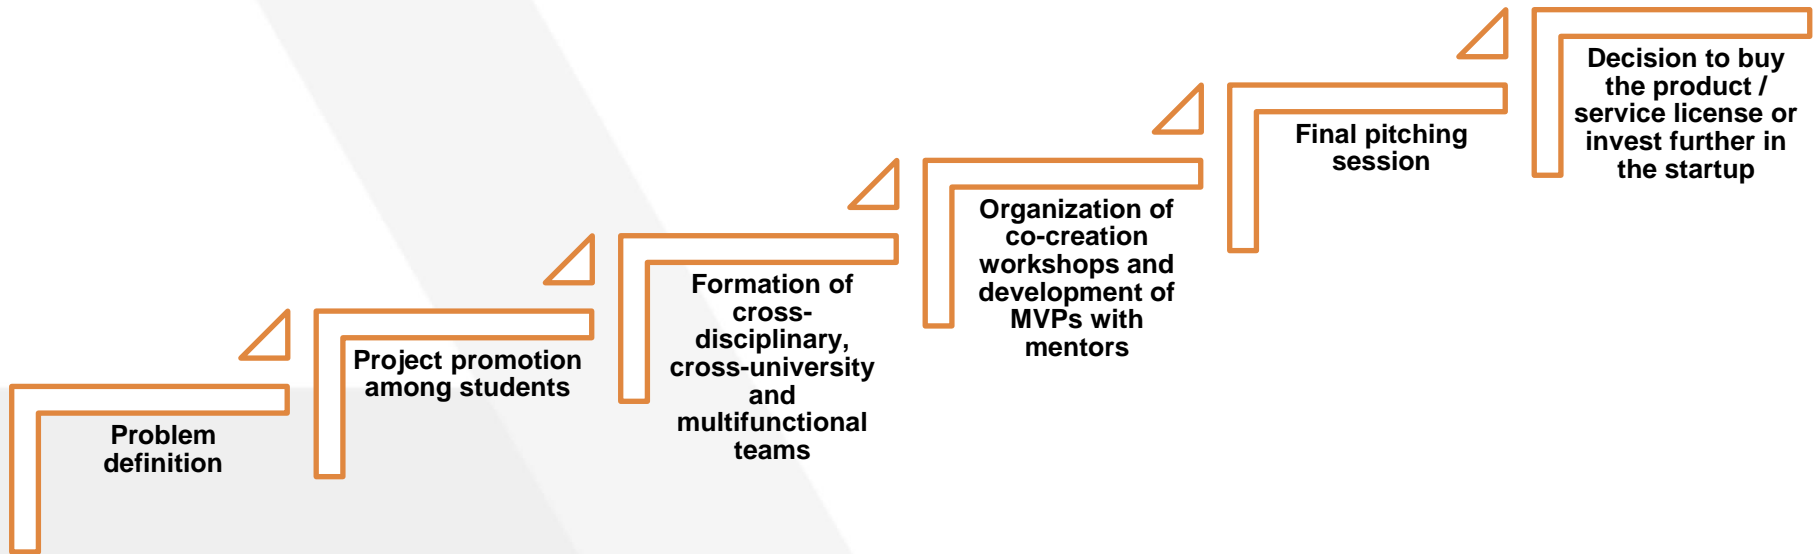 Problem
definition
Project promotion
among students
Formation of
cross-
disciplinary,
cross-university
and
multifunctional
teams
Organization of
co-creation
workshops and
development of
MVPs with
mentors
Final pitching
session
Decision to buy
the product /
service license or
invest further in
the startup